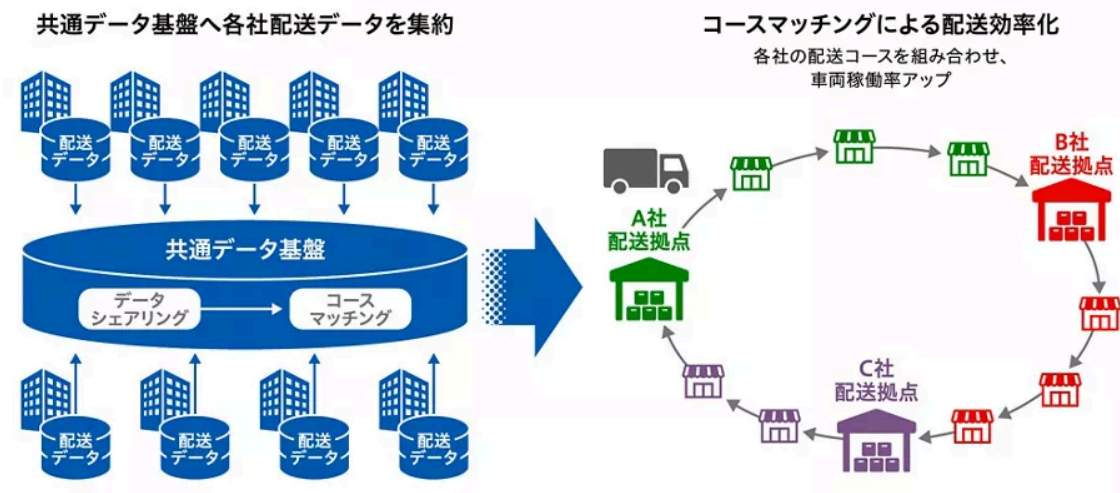 共通データ基盤へ各社配送データを集約
配送
データ
配送
データ
配送
データ
配送
データ
配送
データ
共通データ基盤
データ
シェアリング
コース
マッチング
配送
データ
配送
データ
配送
データ
配送
データ
コースマッチングによる配送効率化
各社の配送コースを組み合わせ、
車両稼働率アップ
B社
配送拠点
A社
配送拠点
C社
配送拠点